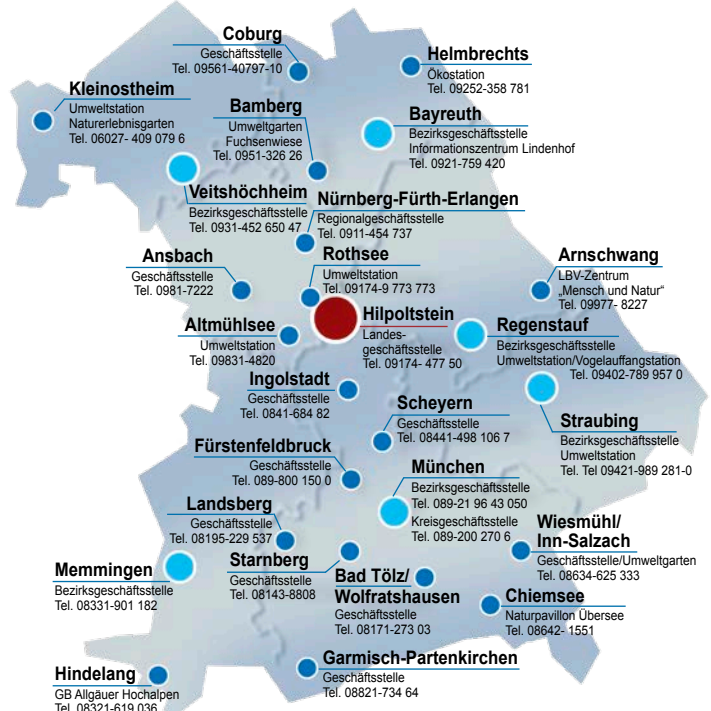 Coburg
Geschäftsstelle
Tel. 09561-40797-10
Helmbrechts
Ökostation
Tel. 09252-358 781
Kleinostheim
Umweltstation
Naturerlebnisgarten
Tel. 06027- 409 079 6
Bamberg
Umweltgarten
Fuchsenwiese
Tel. 0951-326 26
Bayreuth
Bezirksgeschäftsstelle
Informationszentrum Lindenhof
Tel. 0921-759 420
Veitshöchheim
Bezirksgeschäftsstelle
Tel. 0931-452 650 47
Nürnberg-Fürth-Erlangen
Regionalgeschäftsstelle
Tel. 0911-454 737
Ansbach
Geschäftsstelle
Tel. 0981-7222
Rothsee
Umweltstation
Tel. 09174-9 773 773
Arnschwang
LBV-Zentrum
„Mensch und Natur“
Tel. 09977- 8227
Altmühlsee
Umweltstation
Tel. 09831-4820
Hilpoltstein
Landes-
geschäftsstelle
Tel. 09174- 477 50
Regenstauf
Bezirksgeschäftsstelle
Umweltstation/Vogelauffangstation
Tel. 09402-789 957 0
Ingolstadt
Geschäftsstelle
Tel. 0841-684 82
Scheyern
Geschäftsstelle
Tel. 08441-498 106 7
Straubing
Bezirksgeschäftsstelle
Umweltstation
Tel. Tel 09421-989 281-0
Fürstenfeldbruck
Geschäftsstelle
Tel. 089-800 150 0
München
Bezirksgeschäftsstelle
Tel. 089-21 96 43 050
Kreisgeschäftsstelle
Tel. 089-200 270 6
Landsberg
Geschäftsstelle
Tel. 08195-229 537
Starnberg
Geschäftsstelle
Tel. 08143-8808
Wiesmühl/
Inn-Salzach
Geschäftsstelle/Umweltgarten
Tel. 08634-625 333
Memmingen
Bezirksgeschäftsstelle
Tel. 08331-901 182
Bad Tölz/
Wolfratshausen
Geschäftsstelle
Tel. 08171-273 03
Chiemsee
Naturpavillon Übersee
Tel. 08642- 1551
Hindelang
GB Allgäuer Hochalpen
Tel. 08321-619 036
Garmisch-Partenkirchen
Geschäftsstelle
Tel. 08821-734 64